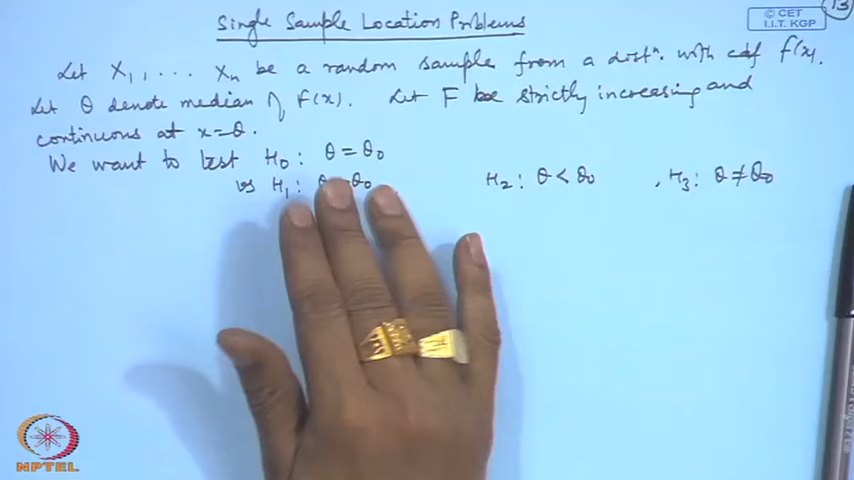 13
© CET
I.I.T. KGP
Single Sample Location Problems
Let X1, ... Xn be a random sample from a distn. with cdf F(x).
Let θ denote median of F(x). Let F be strictly increasing and
continuous at x=θ.
We want to test H0: θ = θ0
vs H1: θ0 H2: θ < θ0 , H3: θ ≠ θ0
NPTEL